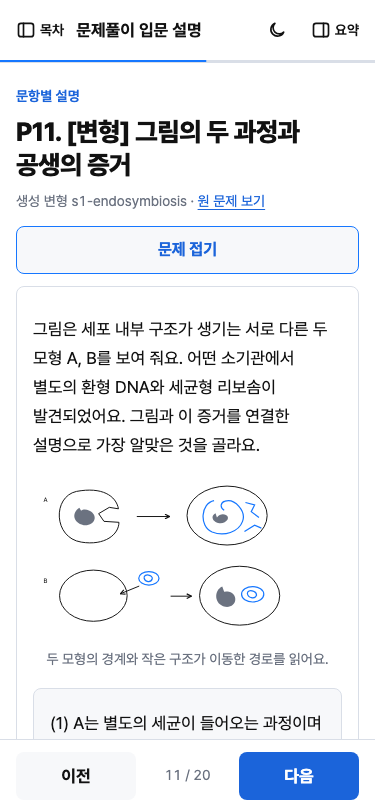 목차 문제풀이 입문 설명 요약
문항별 설명
P11. [변형] 그림의 두 과정과
공생의 증거
생성 변형 s1-endosymbiosis · 원 문제 보기
문제 접기
그림은 세포 내부 구조가 생기는 서로 다른 두
모형 A, B를 보여 줘요. 어떤 소기관에서
별도의 환형 DNA와 세균형 리보솜이
발견되었어요. 그림과 이 증거를 연결한
설명으로 가장 알맞은 것을 골라요.
A
B
두 모형의 경계와 작은 구조가 이동한 경로를 읽어요.
(1) A는 별도의 세균이 들어오는 과정이며
이전 11 / 20 다음